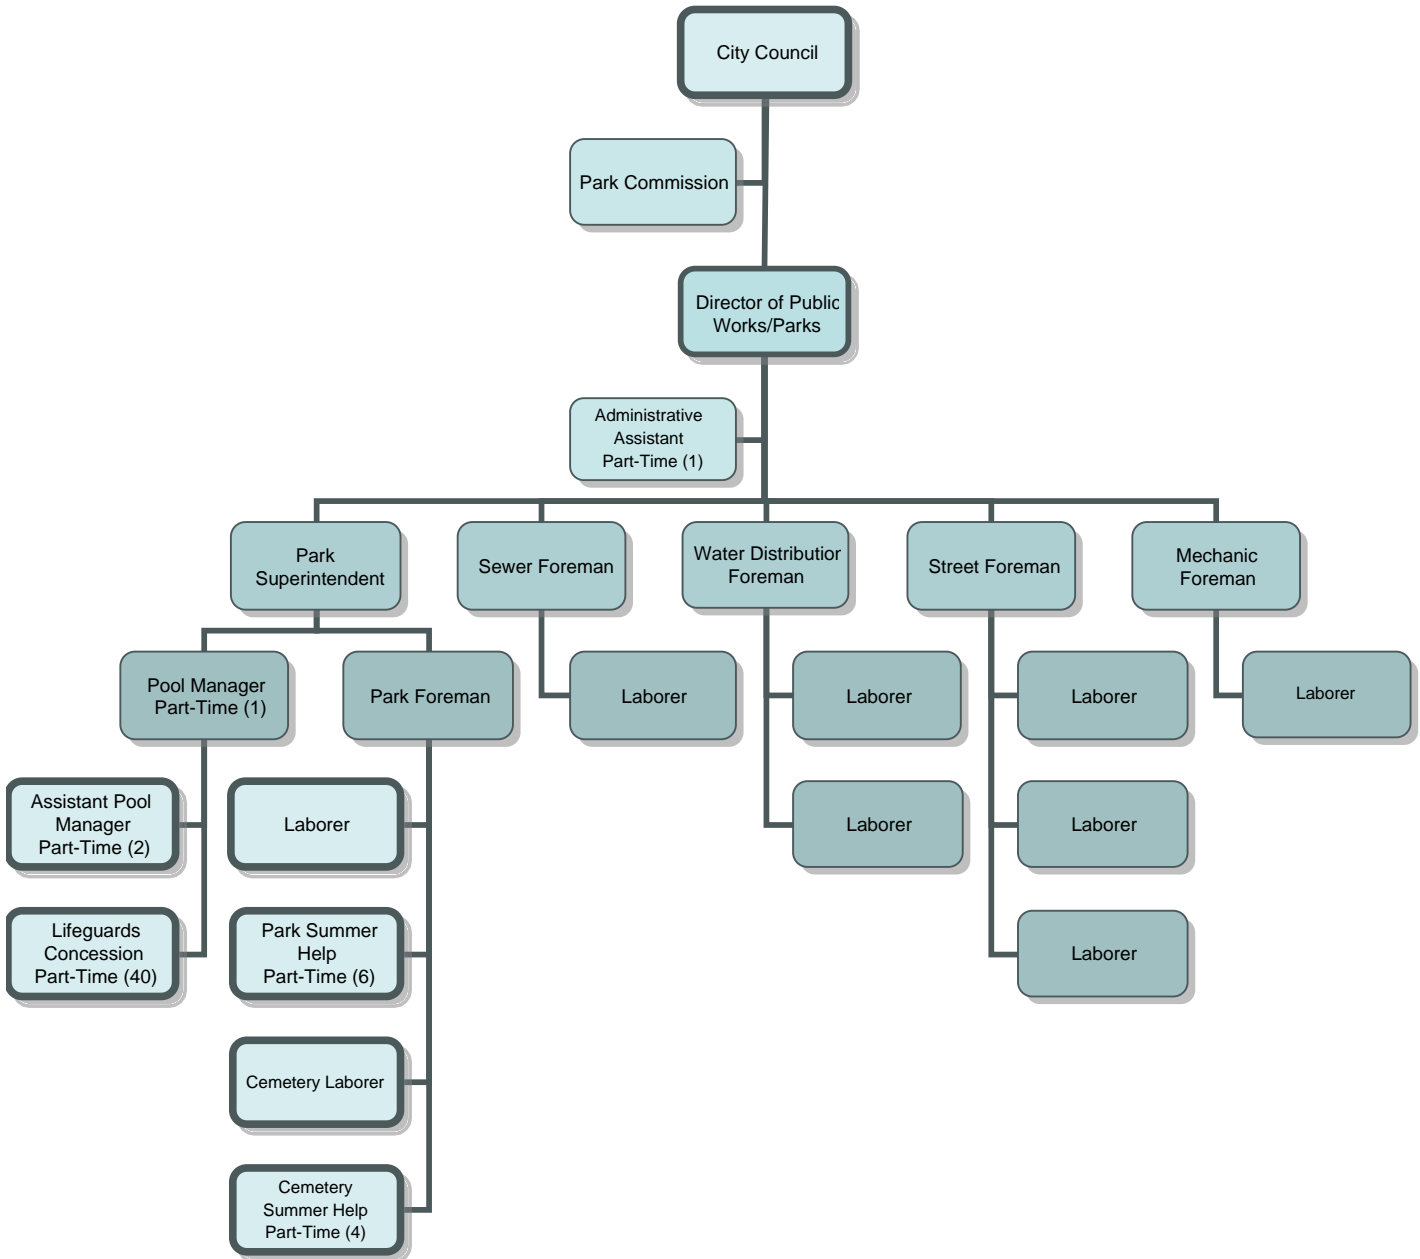 City Council
Park Commission
Director of Public
Works/Parks
Administrative
Assistant
Part-Time (1)
Park
Superintendent
Sewer Foreman
Water Distribution
Foreman
Street Foreman
Mechanic
Foreman
Pool Manager
Part-Time (1)
Park Foreman
Laborer
Laborer
Laborer
Laborer
Assistant Pool
Manager
Part-Time (2)
Laborer
Laborer
Laborer
Lifeguards
Concession
Part-Time (40)
Park Summer
Help
Part-Time (6)
Laborer
Cemetery Laborer
Cemetery
Summer Help
Part-Time (4)